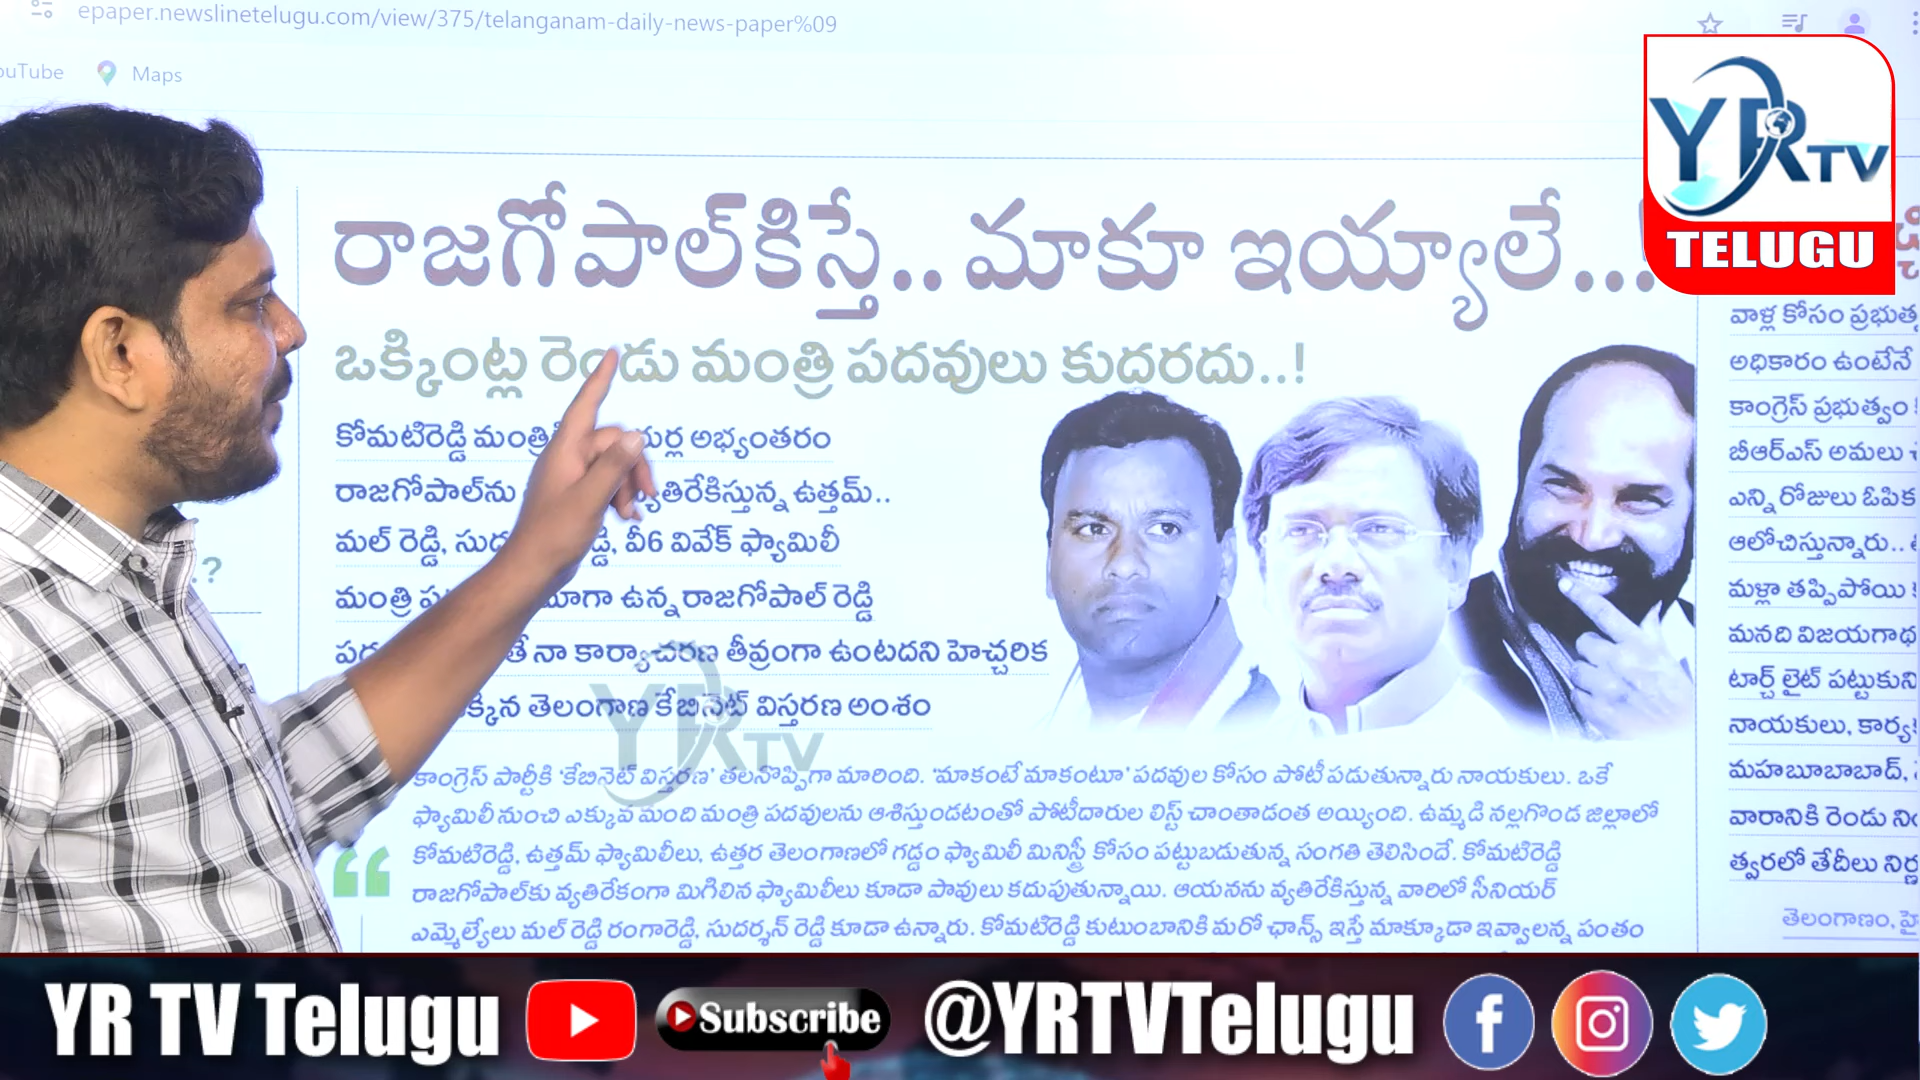 epaper.newslinetelugu.com/view/375/telanganam-daily-news-paper%09
ouTube Maps
YR TV
TELUGU
రాజగోపాల్‌కిస్తే.. మాకూ ఇయ్యాలే...!
ఒక్కింట్ల రెండు మంత్రి పదవులు కుదరదు..!
కోమటిరెడ్డి అభ్యంతరం
రాజగోపాల్‌ను ఉత్తమ్..
మల్ రెడ్డి, వీ6 వివేక్ ఫ్యామిలీ
మంత్రి ఉన్న రాజగోపాల్ రెడ్డి
నా కార్యాచరణ తీవ్రంగా ఉంటదని హెచ్చరిక
తెలంగాణ కేబినెట్ విస్తరణ అంశం
YR TV
కాంగ్రెస్ పార్టీకి 'కేబినెట్ విస్తరణ' తలనొప్పిగా మారింది. 'మాకంటే మాకంటూ' పదవుల కోసం పోటీ పడుతున్నారు నాయకులు. ఒకే
ఫ్యామిలీ నుంచి ఎక్కువ మంది మంత్రి పదవులను ఆశిస్తుండటంతో పోటీదారుల లిస్ట్ చాంతాడంత అయ్యింది. ఉమ్మడి నల్లగొండ జిల్లాలో
కోమటిరెడ్డి, ఉత్తమ్ ఫ్యామిలీలు, ఉత్తర తెలంగాణలో గడ్డం ఫ్యామిలీ మినిస్ట్రీ కోసం పట్టుబడుతున్న సంగతి తెలిసిందే. కోమటిరెడ్డి
రాజగోపాల్‌కు వ్యతిరేకంగా మిగిలిన ఫ్యామిలీలు కూడా పావులు కదుపుతున్నాయి. ఆయనను వ్యతిరేకిస్తున్న వారిలో సీనియర్
ఎమ్మెల్యేలు మల్ రెడ్డి రంగారెడ్డి, సుదర్శన్ రెడ్డి కూడా ఉన్నారు. కోమటిరెడ్డి కుటుంబానికి మరో ఛాన్స్ ఇస్తే మాక్కూడా ఇవ్వాలన్న పంతం
వాళ్ల కోసం
అధికారం ఉంటేనే
కాంగ్రెస్ ప్రభుత్వం
బీఆర్ఎస్ అమలు
ఎన్ని రోజులు ఓపిక
ఆలోచిస్తున్నారు..
మళ్లా తప్పిపోయి
మనది
టార్చ్ లైట్
నాయకులు,
మహబూబాబాద్,
వారానికి రెండు
త్వరలో తేదీలు
తెలంగాణం,
YR TV Telugu Subscribe @YRTVTelugu